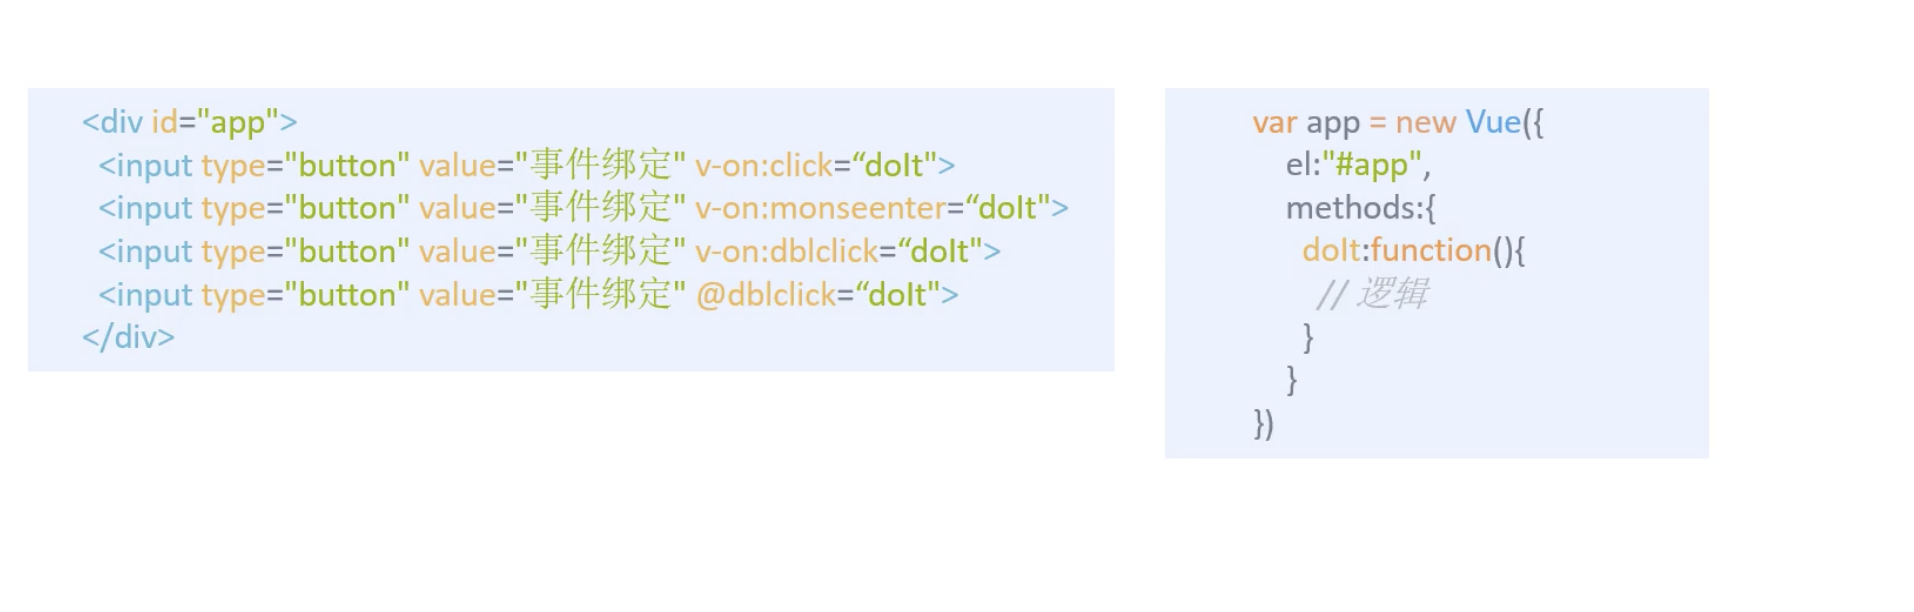 <div id="app">
<input type="button" value="事件绑定" v-on:click=“doIt">
<input type="button" value="事件绑定" v-on:monseenter=“doIt">
<input type="button" value="事件绑定" v-on:dblclick=“doIt">
<input type="button" value="事件绑定" @dblclick=“doIt">
</div>
var app = new Vue({
el:"#app",
methods:{
doIt:function(){
// 逻辑
}
}
})